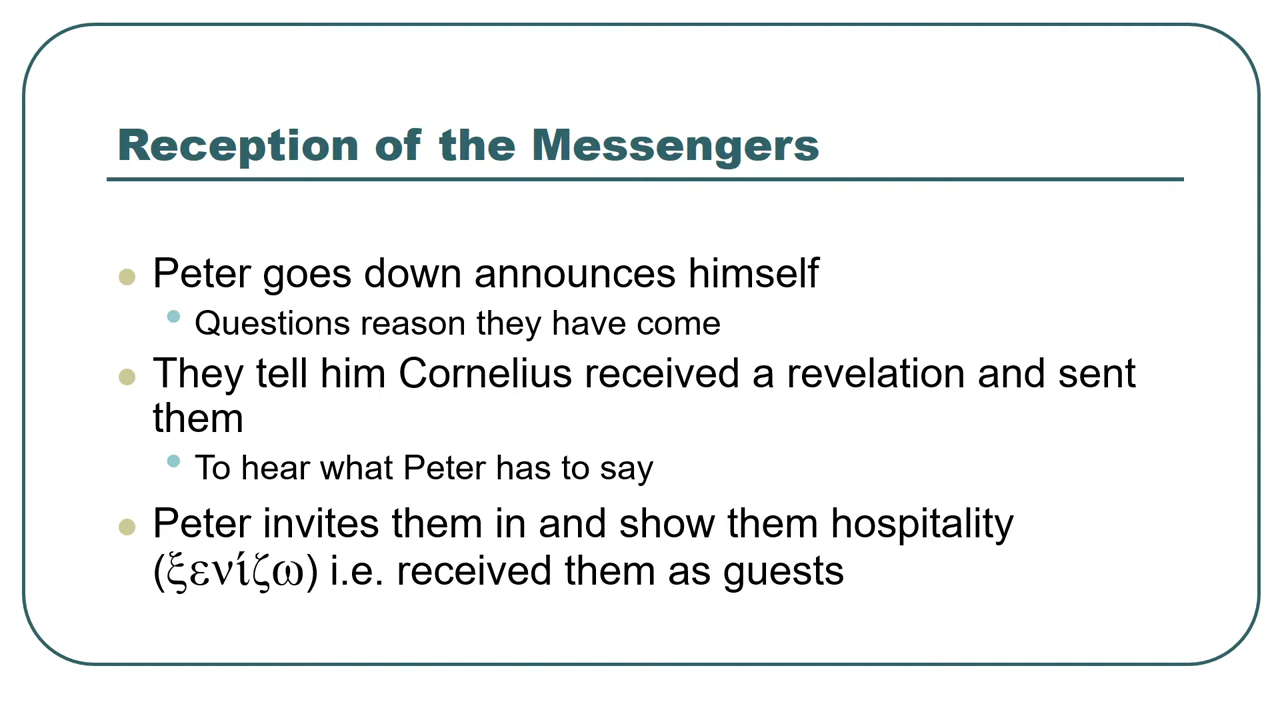 Reception of the Messengers
Peter goes down announces himself
Questions reason they have come
They tell him Cornelius received a revelation and sent
them
To hear what Peter has to say
Peter invites them in and show them hospitality
(ξενίζω) i.e. received them as guests